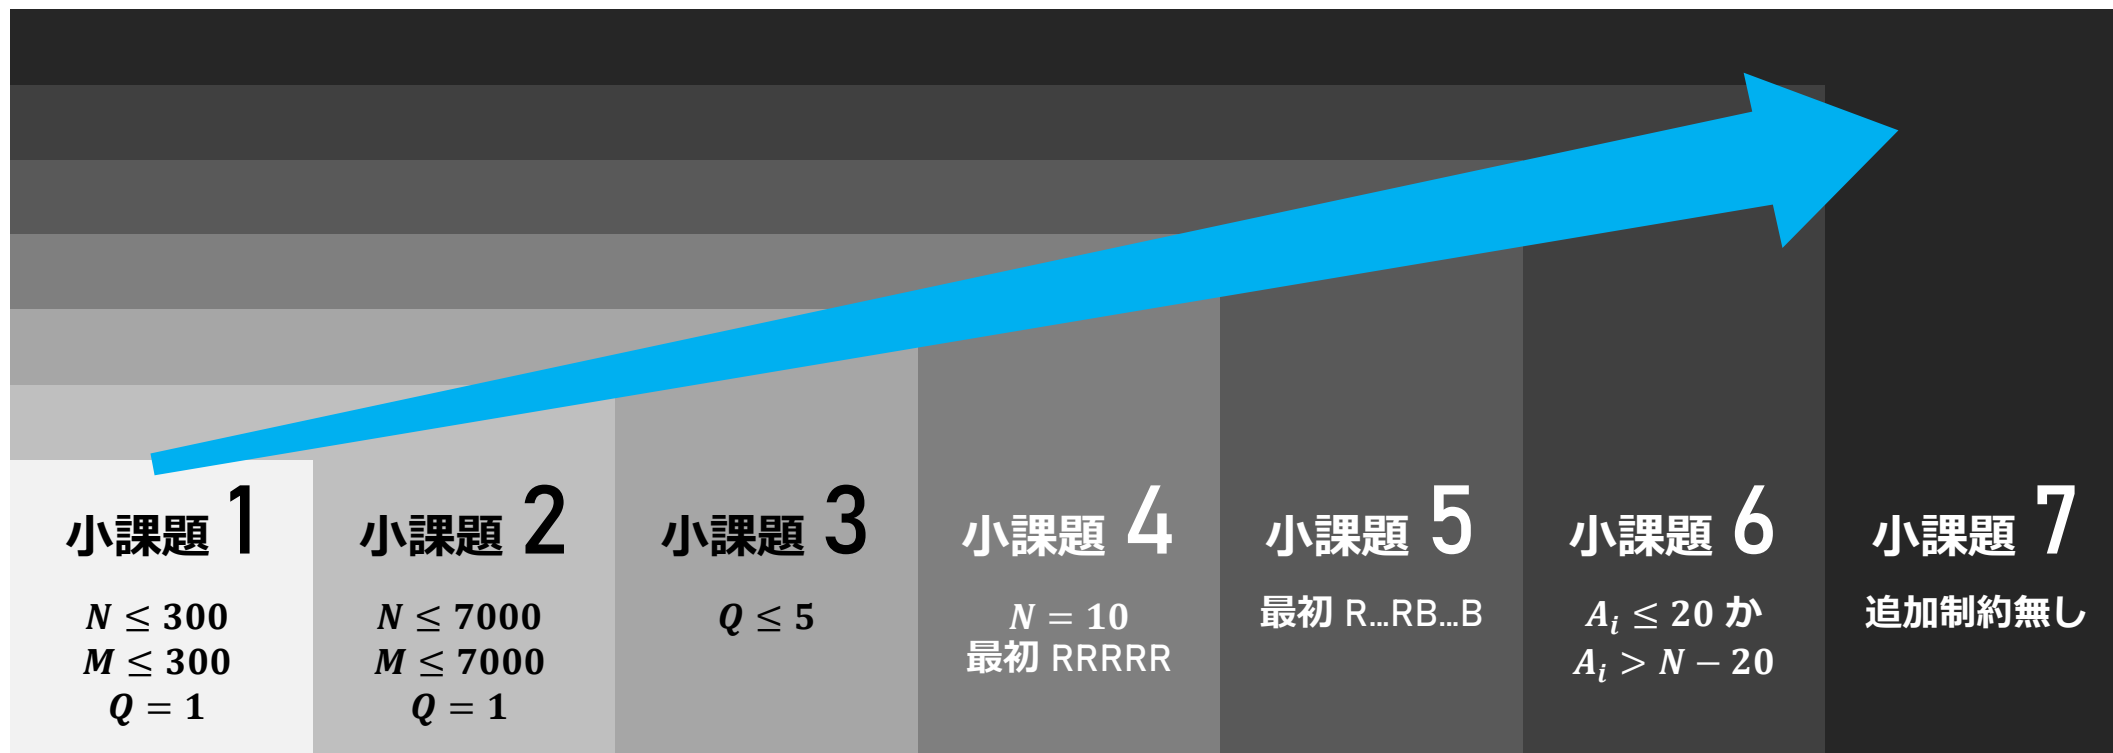 小課題 1
N ≤ 300
M ≤ 300
Q = 1
小課題 2
N ≤ 7000
M ≤ 7000
Q = 1
小課題 3
Q ≤ 5
小課題 4
N = 10
最初 RRRRR
小課題 5
最初 R...RB...B
小課題 6
A_i ≤ 20 か
A_i > N − 20
小課題 7
追加制約無し